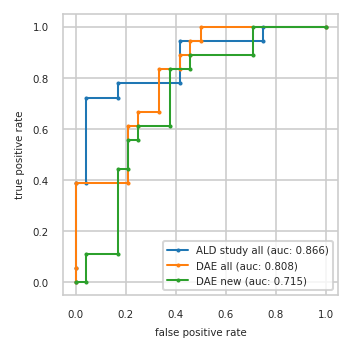 1.0
0.8
0.6
0.4
0.2
0.0
true positive rate
ALD study all (auc: 0.866)
DAE all (auc: 0.808)
DAE new (auc: 0.715)
0.0 0.2 0.4 0.6 0.8 1.0
false positive rate